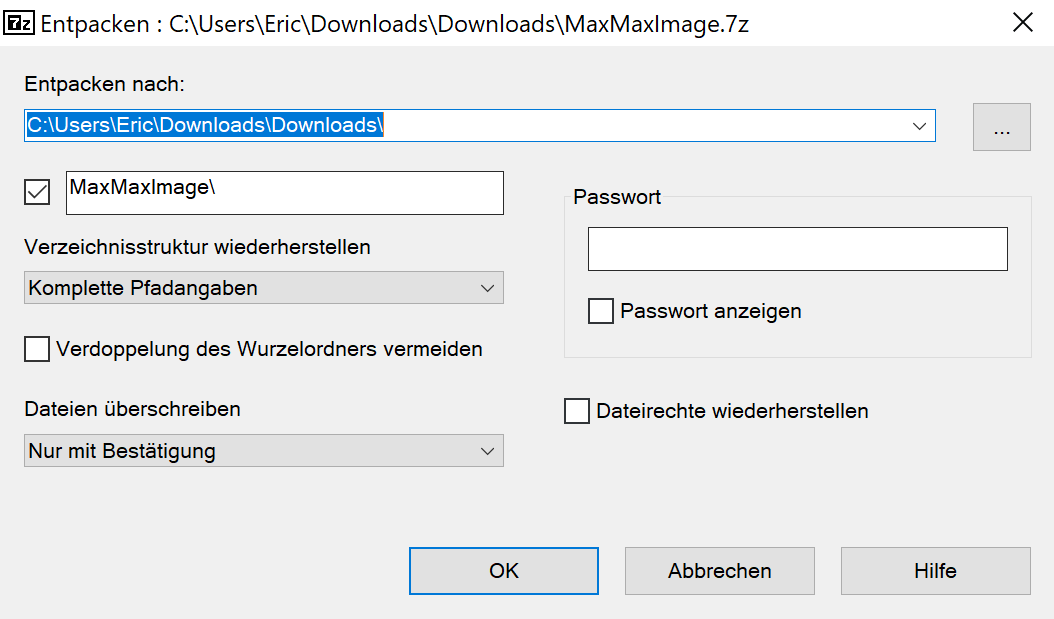 7z Entpacken : C:\Users\Eric\Downloads\Downloads\MaxMaxImage.7z
Entpacken nach:
C:\Users\Eric\Downloads\Downloads\
...
MaxMaxImage\
Passwort
Verzeichnisstruktur wiederherstellen
Komplette Pfadangaben
Passwort anzeigen
Verdoppelung des Wurzelordners vermeiden
Dateien überschreiben
Dateirechte wiederherstellen
Nur mit Bestätigung
OK
Abbrechen
Hilfe